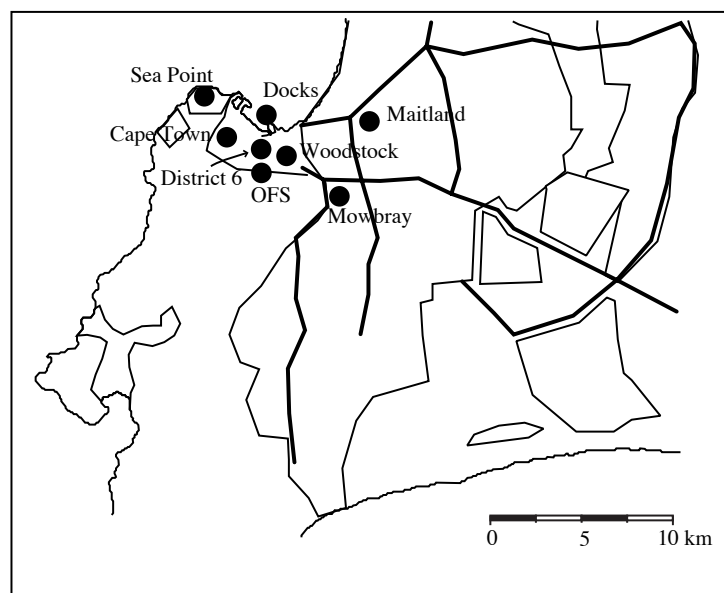 Sea Point
Docks
Maitland
Cape Town
Woodstock
District 6
OFS
Mowbray
0 5 10 km